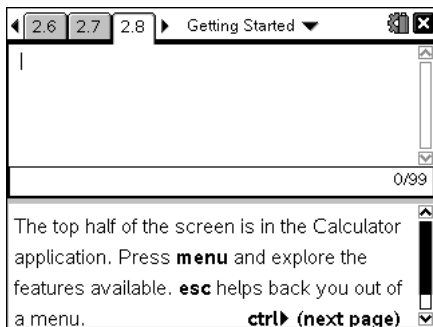 2.6 2.7 2.8 Getting Started
0/99
The top half of the screen is in the Calculator
application. Press menu and explore the
features available. esc helps back you out of
a menu. ctrl▶ (next page)